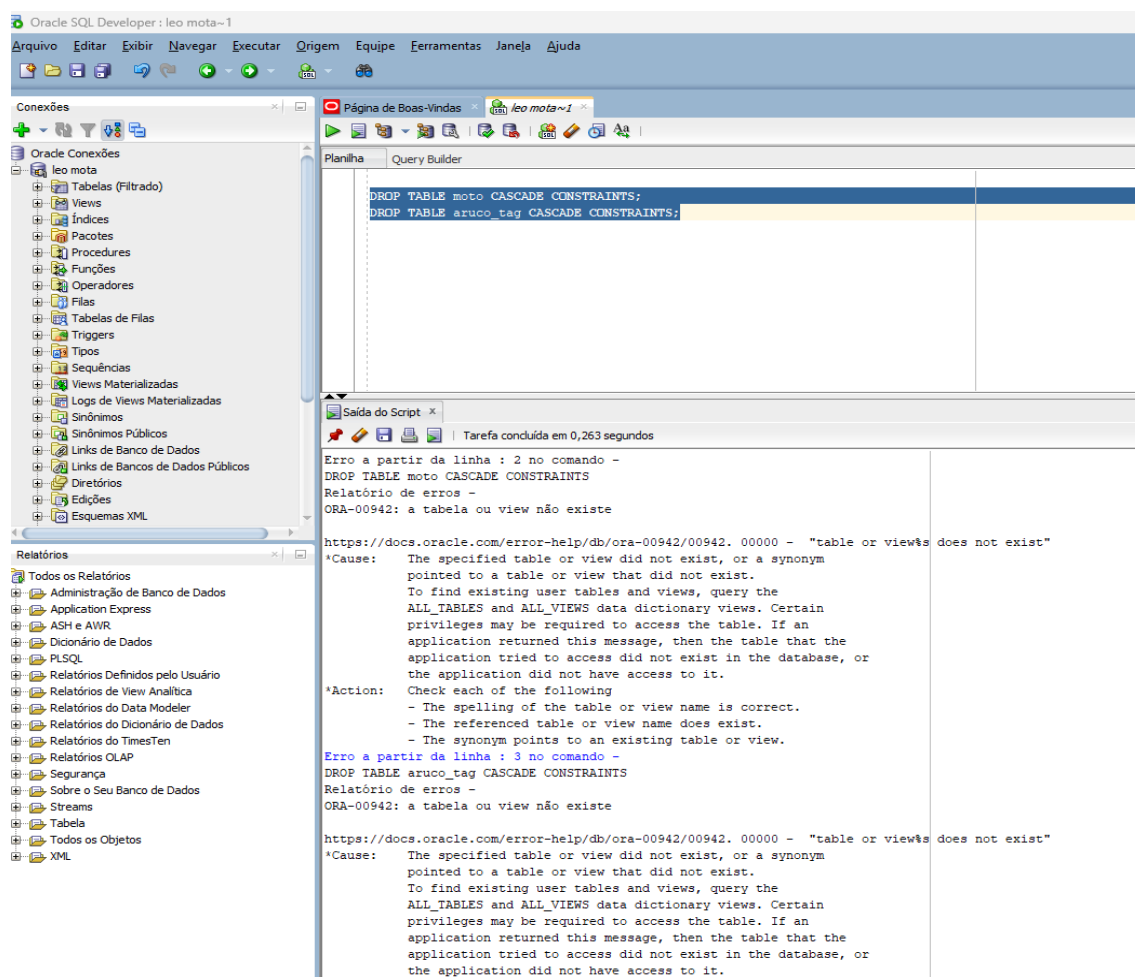 Oracle SQL Developer : leo mota~1
Arquivo Editar Exibir Navegar Executar Origem Equipe Ferramentas Janela Ajuda
Conexões
Oracle Conexões
leo mota
Tabelas (Filtrado)
Views
Índices
Pacotes
Procedures
Funções
Operadores
Filas
Tabelas de Filas
Triggers
Tipos
Sequências
Views Materializadas
Logs de Views Materializadas
Sinônimos
Sinônimos Públicos
Links de Banco de Dados
Links de Bancos de Dados Públicos
Diretórios
Edições
Esquemas XML
Relatórios
Todos os Relatórios
Administração de Banco de Dados
Application Express
ASH e AWR
Dicionário de Dados
PLSQL
Relatórios Definidos pelo Usuário
Relatórios de View Analítica
Relatórios do Data Modeler
Relatórios do Dicionário de Dados
Relatórios do TimesTen
Relatórios OLAP
Segurança
Sobre o Seu Banco de Dados
Streams
Tabela
Todos os Objetos
XML
Página de Boas-Vindas leo mota~1
Planilha Query Builder
DROP TABLE moto CASCADE CONSTRAINTS;
DROP TABLE aruco_tag CASCADE CONSTRAINTS;
Saída do Script
Tarefa concluída em 0,263 segundos
Erro a partir da linha : 2 no comando -
DROP TABLE moto CASCADE CONSTRAINTS
Relatório de erros -
ORA-00942: a tabela ou view não existe
https://docs.oracle.com/error-help/db/ora-00942/00942. 00000 - "table or view%s does not exist"
*Cause: The specified table or view did not exist, or a synonym
pointed to a table or view that did not exist.
To find existing user tables and views, query the
ALL_TABLES and ALL_VIEWS data dictionary views. Certain
privileges may be required to access the table. If an
application returned this message, then the table that the
application tried to access did not exist in the database, or
the application did not have access to it.
*Action: Check each of the following
- The spelling of the table or view name is correct.
- The referenced table or view name does exist.
- The synonym points to an existing table or view.
Erro a partir da linha : 3 no comando -
DROP TABLE aruco_tag CASCADE CONSTRAINTS
Relatório de erros -
ORA-00942: a tabela ou view não existe
https://docs.oracle.com/error-help/db/ora-00942/00942. 00000 - "table or view%s does not exist"
*Cause: The specified table or view did not exist, or a synonym
pointed to a table or view that did not exist.
To find existing user tables and views, query the
ALL_TABLES and ALL_VIEWS data dictionary views. Certain
privileges may be required to access the table. If an
application returned this message, then the table that the
application tried to access did not exist in the database, or
the application did not have access to it.